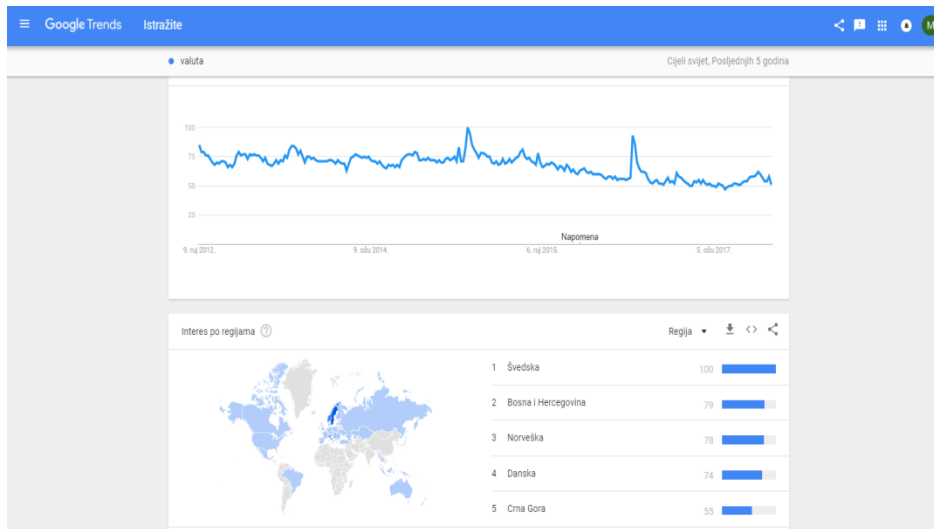 Google Trends Istražite
M
valuta
Cijeli svijet, Posljednjih 5 godina
100
75
50
25
Napomena
9. ruj 2012.
9. ožu 2014.
6. ruj 2015.
5. ožu 2017.
Interes po regijama
Regija
1 Švedska 100
2 Bosna i Hercegovina 79
3 Norveška 78
4 Danska 74
5 Crna Gora 55